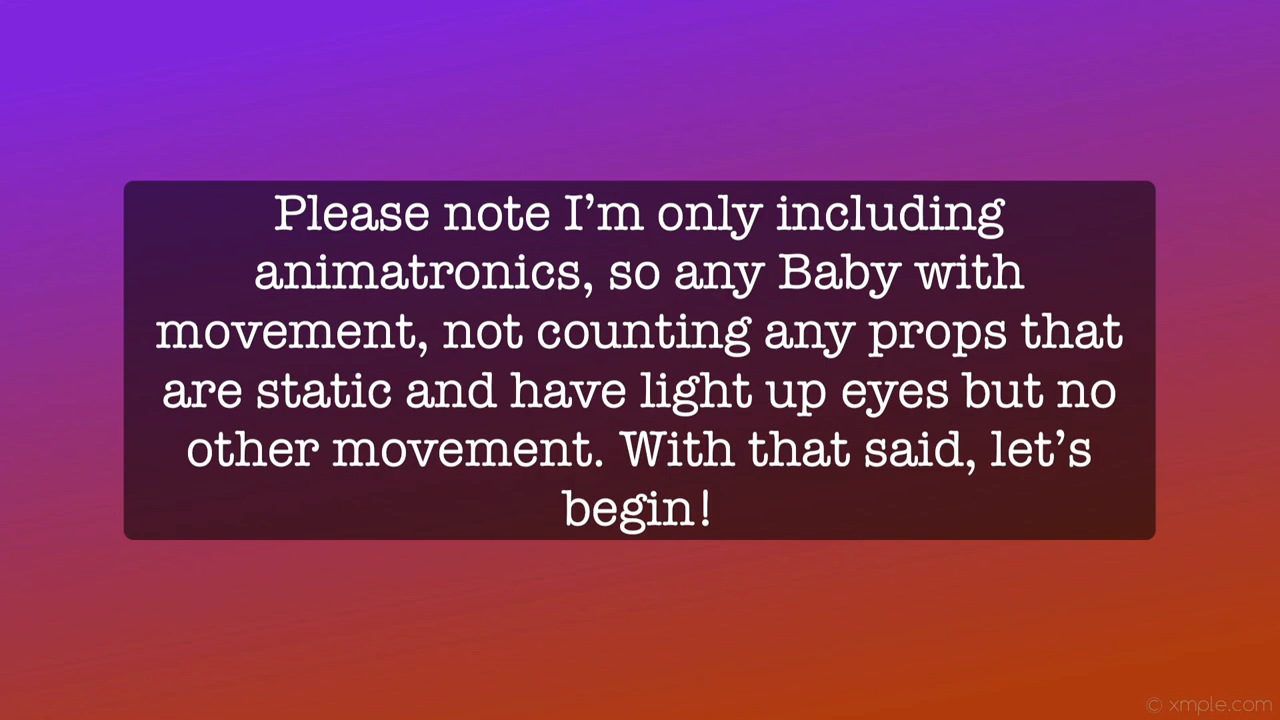 Please note I’m only including
animatronics, so any Baby with
movement, not counting any props that
are static and have light up eyes but no
other movement. With that said, let’s
begin!
© xmple.com